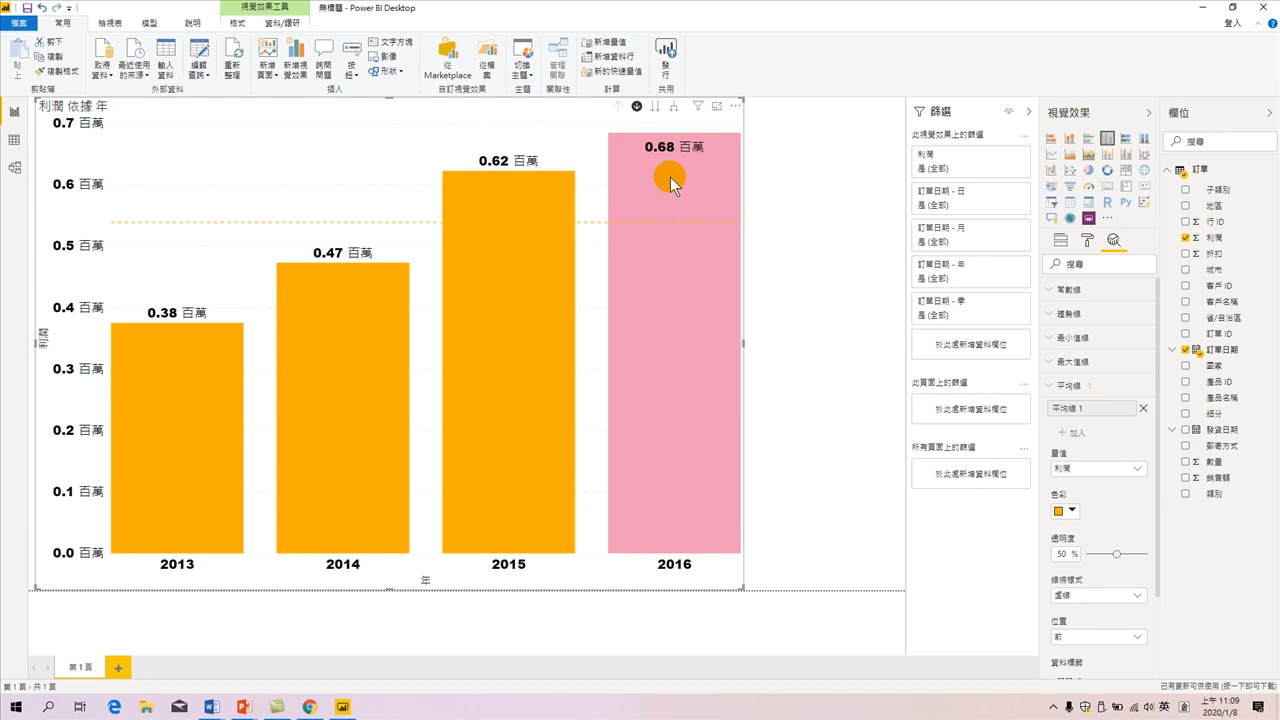 視覺效果工具
無標題 - Power BI Desktop
檔案 常用 檢視表 模型 說明 格式 資料/鑽研 登入
貼上 剪下 複製 複製格式
取得資料 最近使用的來源 輸入資料 編輯查詢 重新整理
新增頁面 新增視覺效果 詢問問題 按鈕 文字方塊 影像 形狀
從 Marketplace 從檔案 切換主題 管理關聯
新增量值 新增資料行 新的快速量值 發行
剪貼簿 外部資料 插入 自訂視覺效果 主題 關聯性 計算 共用
利潤 依據 年
0.7 百萬
0.6 百萬
0.5 百萬
0.4 百萬
0.3 百萬
0.2 百萬
0.1 百萬
0.0 百萬
0.38 百萬
0.47 百萬
0.62 百萬
0.68 百萬
利潤
2013 2014 2015 2016
年
篩選
此視覺效果上的篩選
利潤
是 (全部)
訂單日期 - 日
是 (全部)
訂單日期 - 月
是 (全部)
訂單日期 - 年
是 (全部)
訂單日期 - 季
是 (全部)
於此處新增資料欄位
此頁面上的篩選
於此處新增資料欄位
所有頁面上的篩選
於此處新增資料欄位
視覺效果
R Py
搜尋
常數線
趨勢線
最小值線
最大值線
平均線 1
平均線 1
加入
量值
利潤
色彩
透明度
50 %
線條樣式
虛線
位置
前
資料標籤
欄位
搜尋
訂單
子類別
地區
行 ID
利潤
折扣
城市
客戶 ID
客戶名稱
省/自治區
訂單 ID
訂單日期
國家
產品 ID
產品名稱
細分
發貨日期
郵寄方式
數量
銷售額
類別
第 1 頁
第 1 頁，共 1 頁
已有更新可供使用 (按一下即可下載)
英
上午 11:09
2020/1/8